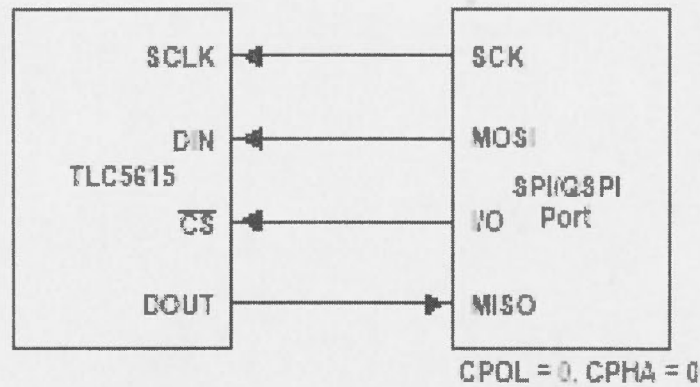 SCLK
DIN
TLC5615
CS
DOUT
SCK
MOSI
SPI/QSPI
Port
I/O
MISO
CPOL = 0, CPHA = 0